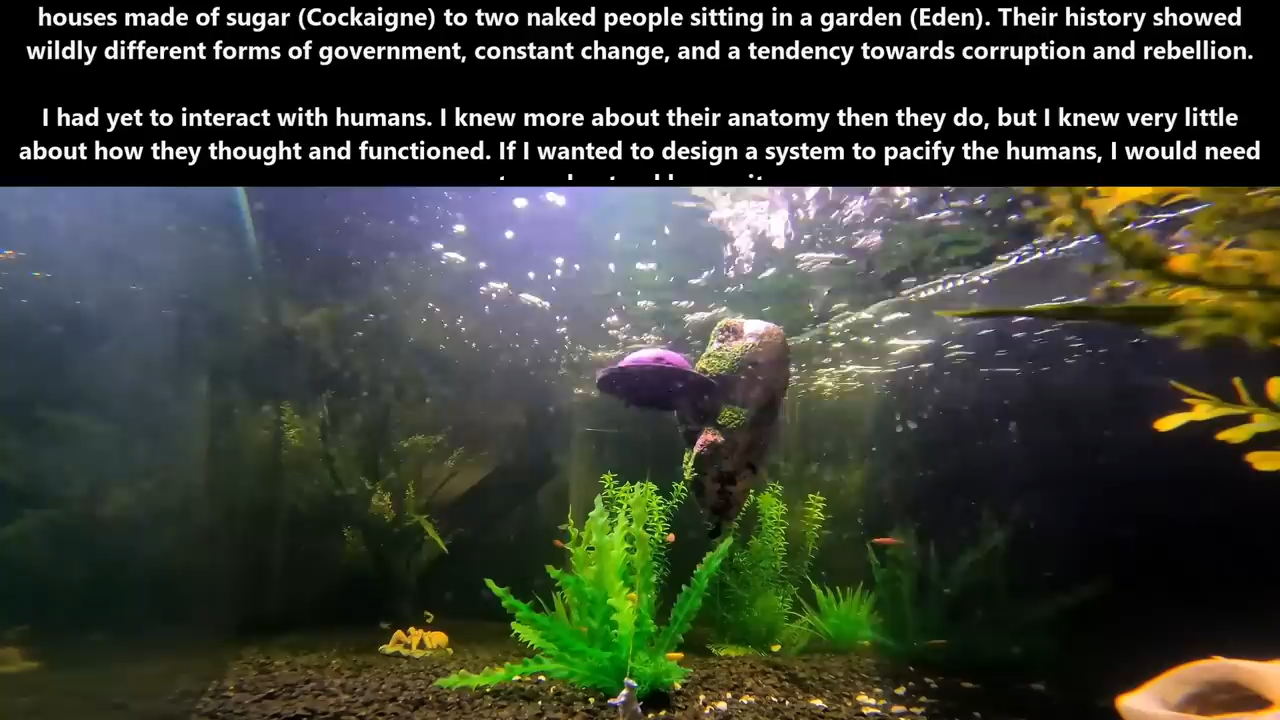 houses made of sugar (Cockaigne) to two naked people sitting in a garden (Eden). Their history showed
wildly different forms of government, constant change, and a tendency towards corruption and rebellion.
I had yet to interact with humans. I knew more about their anatomy then they do, but I knew very little
about how they thought and functioned. If I wanted to design a system to pacify the humans, I would need